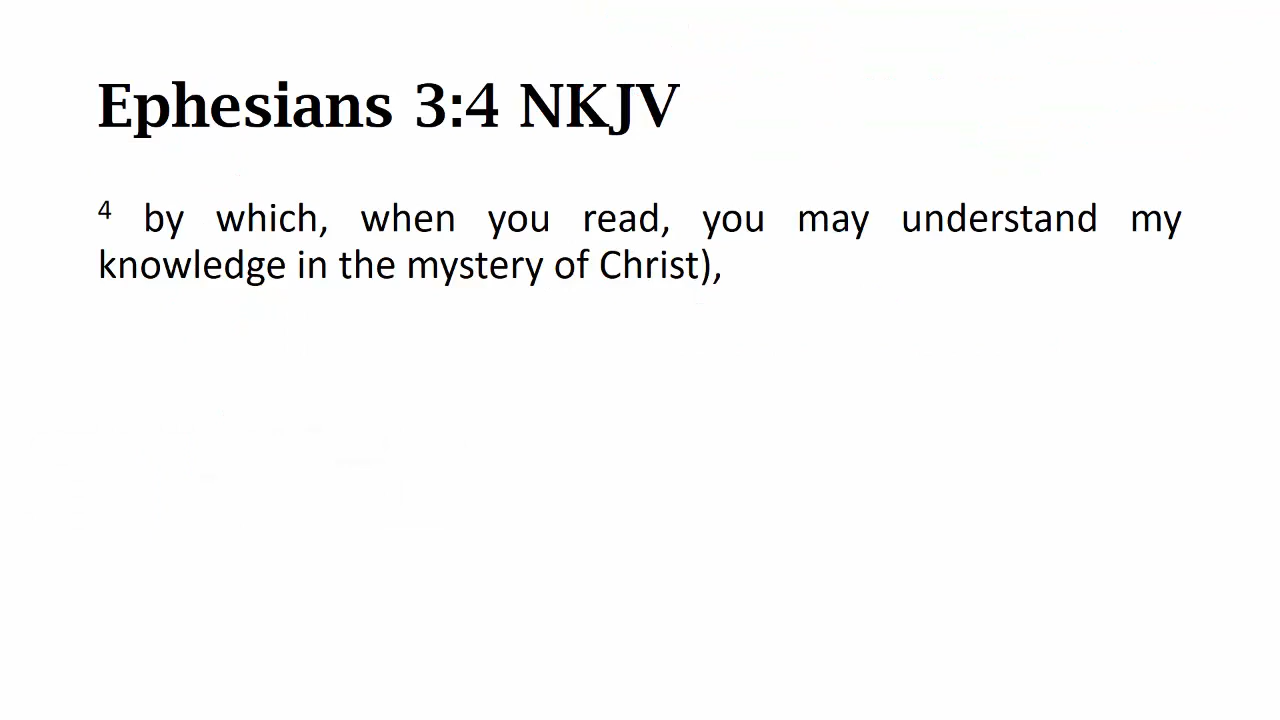 Ephesians 3:4 NKJV
4 by which, when you read, you may understand my
knowledge in the mystery of Christ),